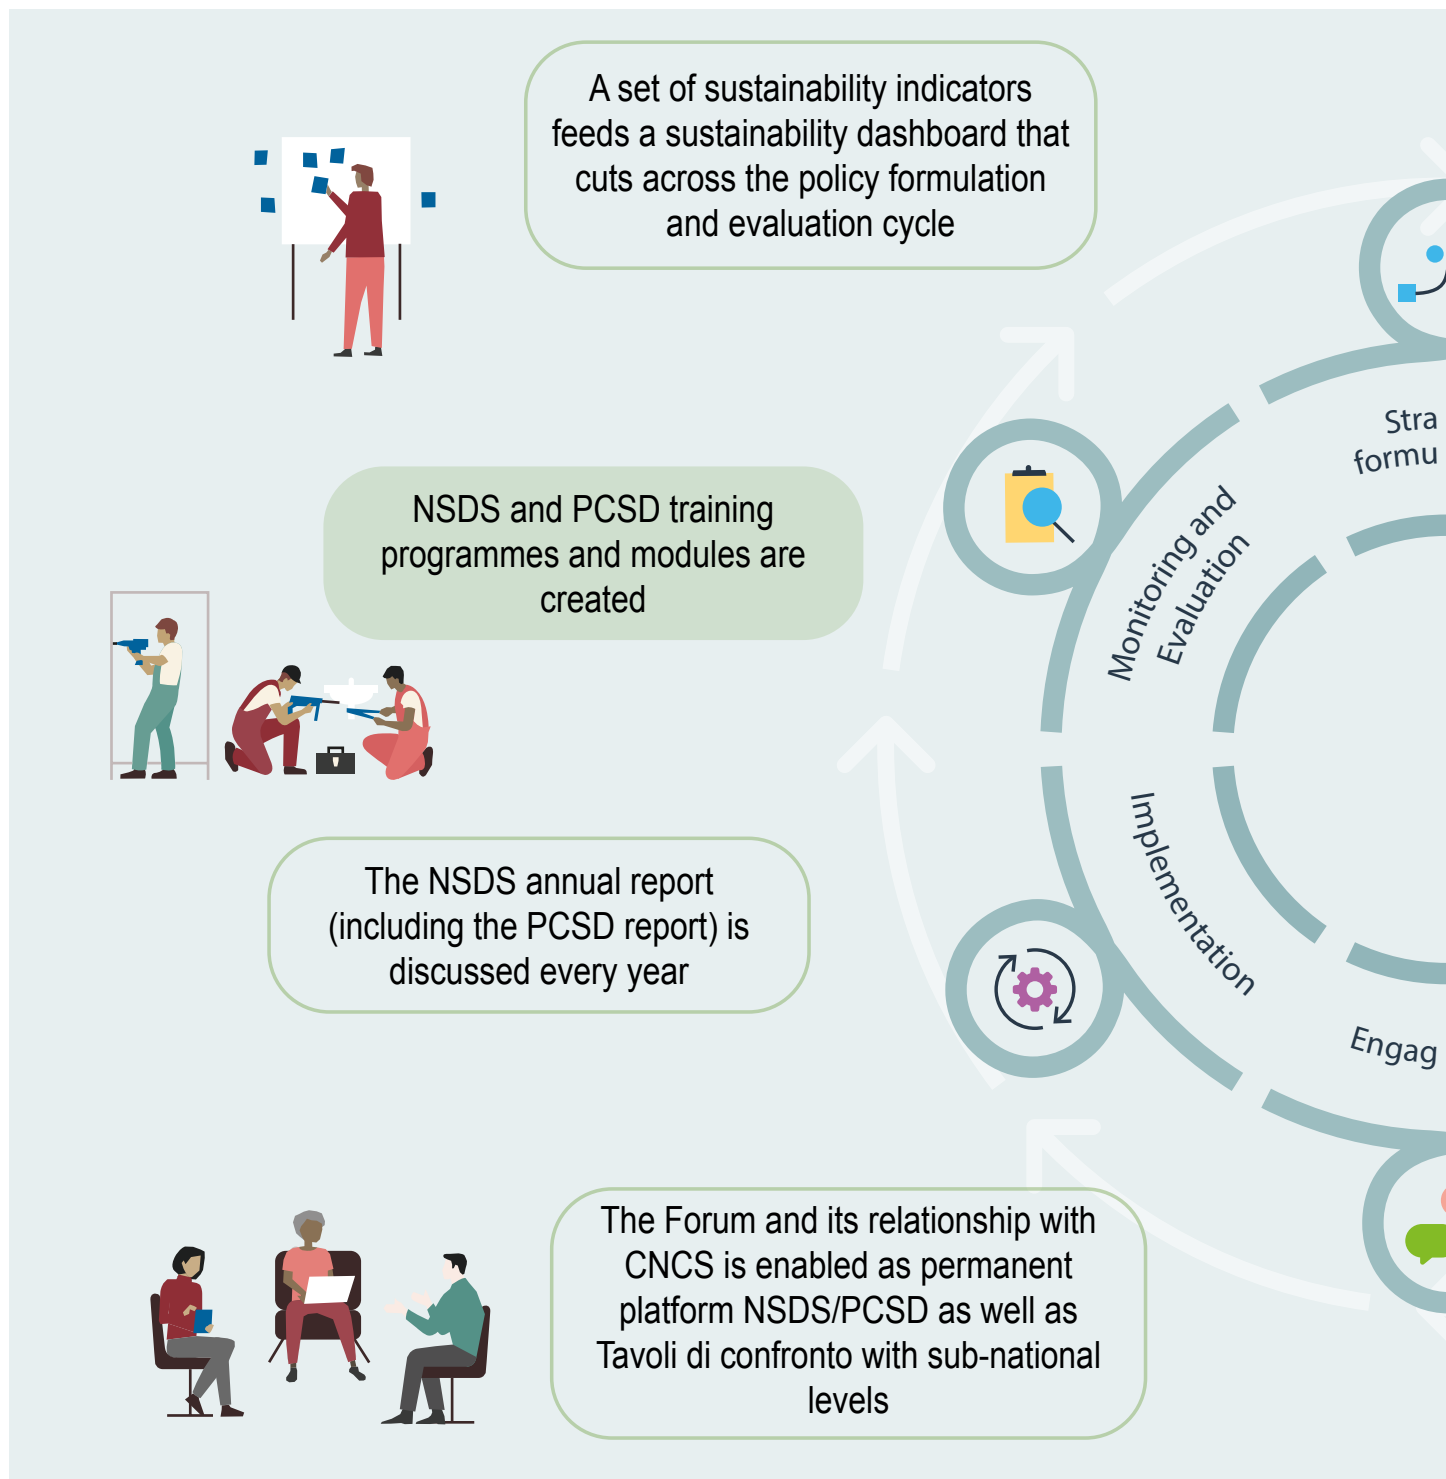 A set of sustainability indicators
feeds a sustainability dashboard that
cuts across the policy formulation
and evaluation cycle
NSDS and PCSD training
programmes and modules are
created
The NSDS annual report
(including the PCSD report) is
discussed every year
The Forum and its relationship with
CNCS is enabled as permanent
platform NSDS/PCSD as well as
Tavoli di confronto with sub-national
levels
Stra
formu
Monitoring and
Evaluation
Implementation
Engag